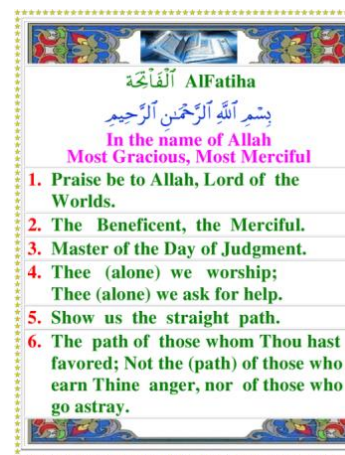 ٱلْفَاتِحَة AlFatiha
بِسْمِ ٱللَّهِ ٱلرَّحْمَٰنِ ٱلرَّحِيمِ
In the name of Allah
Most Gracious, Most Merciful
1. Praise be to Allah, Lord of the
Worlds.
2. The Beneficent, the Merciful.
3. Master of the Day of Judgment.
4. Thee (alone) we worship;
Thee (alone) we ask for help.
5. Show us the straight path.
6. The path of those whom Thou hast
favored; Not the (path) of those who
earn Thine anger, nor of those who
go astray.